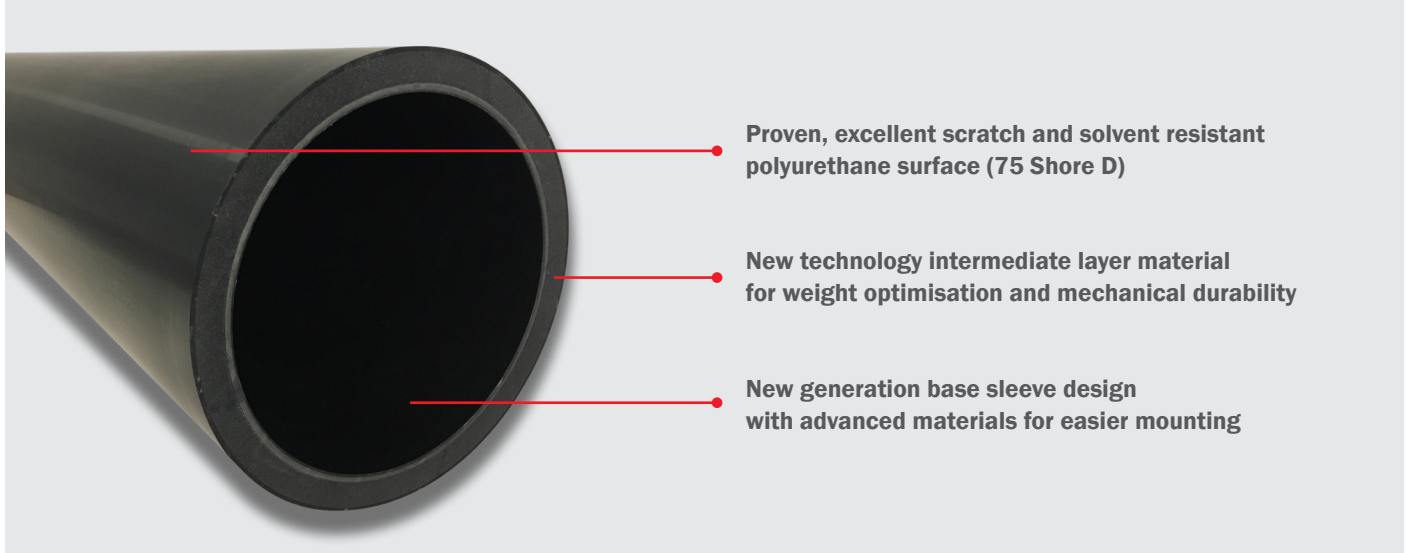 Proven, excellent scratch and solvent resistant
polyurethane surface (75 Shore D)
New technology intermediate layer material
for weight optimisation and mechanical durability
New generation base sleeve design
with advanced materials for easier mounting